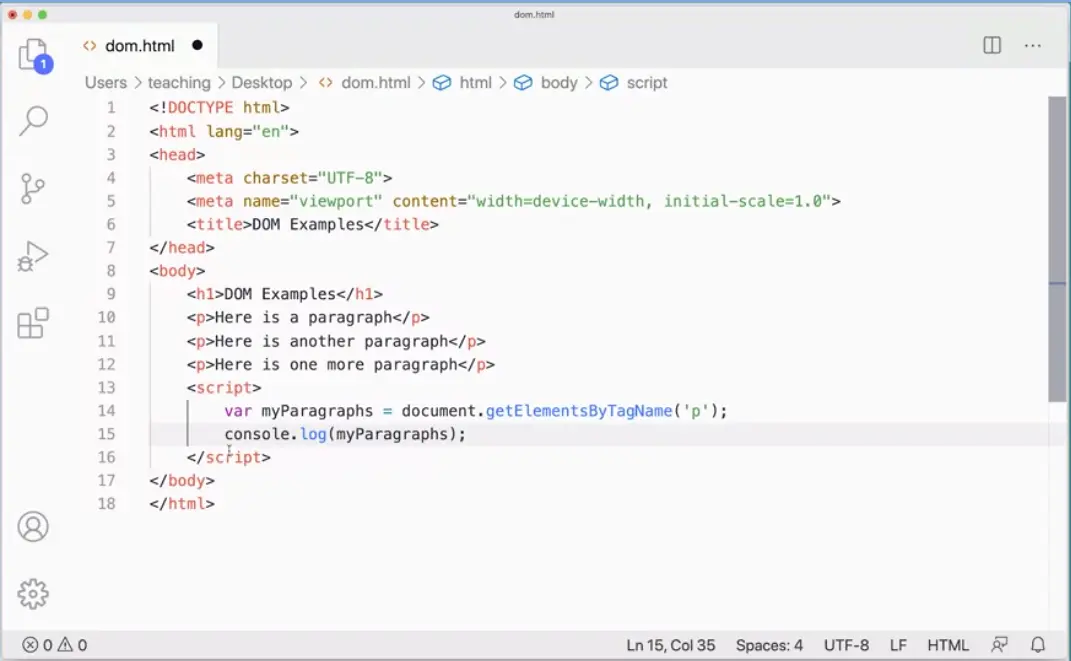 dom.html
dom.html
1
Users > teaching > Desktop > dom.html > html > body > script
1 <!DOCTYPE html>
2 <html lang="en">
3 <head>
4     <meta charset="UTF-8">
5     <meta name="viewport" content="width=device-width, initial-scale=1.0">
6     <title>DOM Examples</title>
7 </head>
8 <body>
9     <h1>DOM Examples</h1>
10     <p>Here is a paragraph</p>
11     <p>Here is another paragraph</p>
12     <p>Here is one more paragraph</p>
13     <script>
14         var myParagraphs = document.getElementsByTagName('p');
15         console.log(myParagraphs);
16     </script>
17 </body>
18 </html>
0 0 Ln 15, Col 35 Spaces: 4 UTF-8 LF HTML